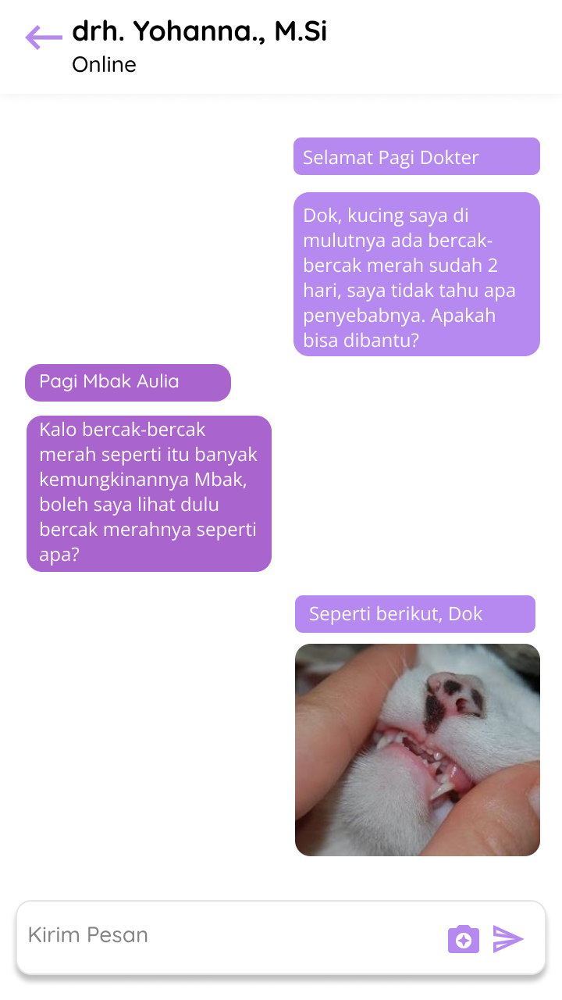 drh. Yohanna., M.Si
Online
Selamat Pagi Dokter
Dok, kucing saya di
mulutnya ada bercak-
bercak merah sudah 2
hari, saya tidak tahu apa
penyebabnya. Apakah
bisa dibantu?
Pagi Mbak Aulia
Kalo bercak-bercak
merah seperti itu banyak
kemungkinannya Mbak,
boleh saya lihat dulu
bercak merahnya seperti
apa?
Seperti berikut, Dok
Kirim Pesan